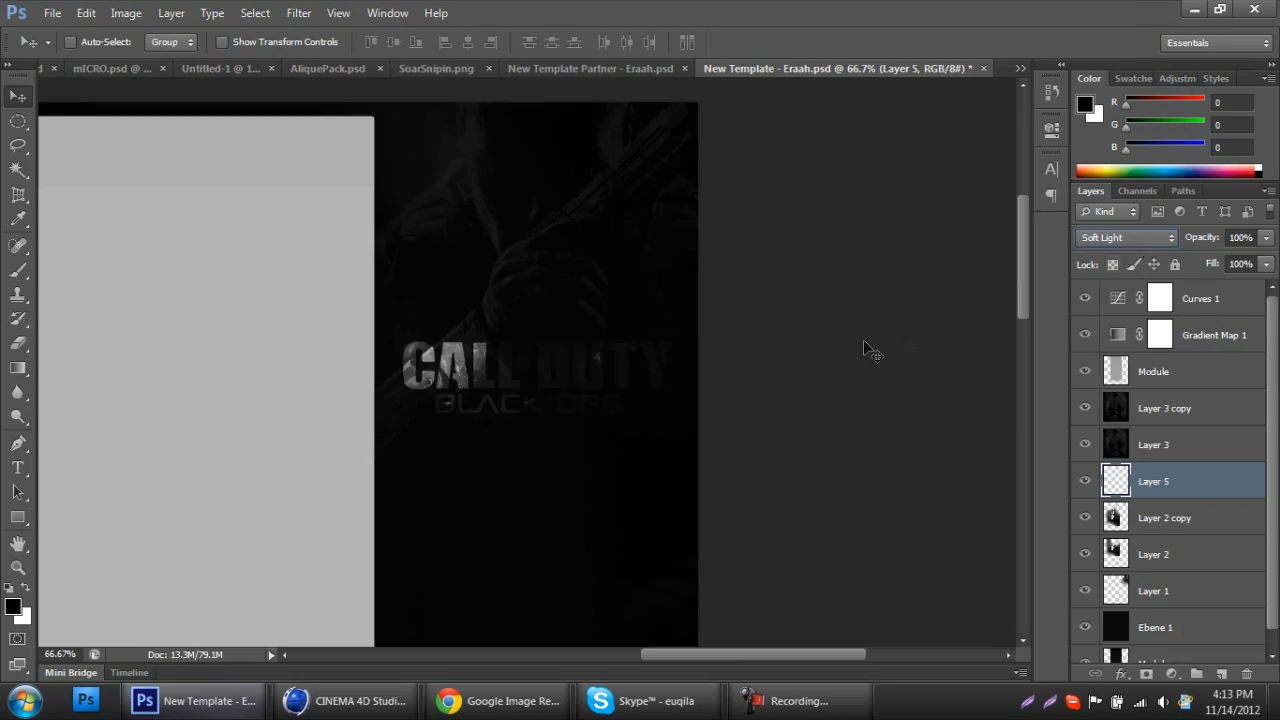 Ps File Edit Image Layer Type Select Filter View Window Help
Auto-Select: Group Show Transform Controls Essentials
mICRO.psd @ ... × Untitled-1 @ 1... × AliquePack.psd × SoarSnipin.png × New Template Partner - Eraah.psd × New Template - Eraah.psd @ 66.7% (Layer 5, RGB/8#) * ×
Color Swatche Adjustm Styles
R 0
G 0
B 0
Layers Channels Paths
Kind
Soft Light Opacity: 100%
Lock: Fill: 100%
Curves 1
Gradient Map 1
Module
Layer 3 copy
Layer 3
Layer 5
Layer 2 copy
Layer 2
Layer 1
Ebene 1
CALL OF DUTY
BLACK OPS
66.67% Doc: 13.3M/79.1M
Mini Bridge Timeline
Ps Ps New Template - E... CINEMA 4D Studi... Google Image Re... Skype™ - euqila Recording... 4:13 PM
11/14/2012